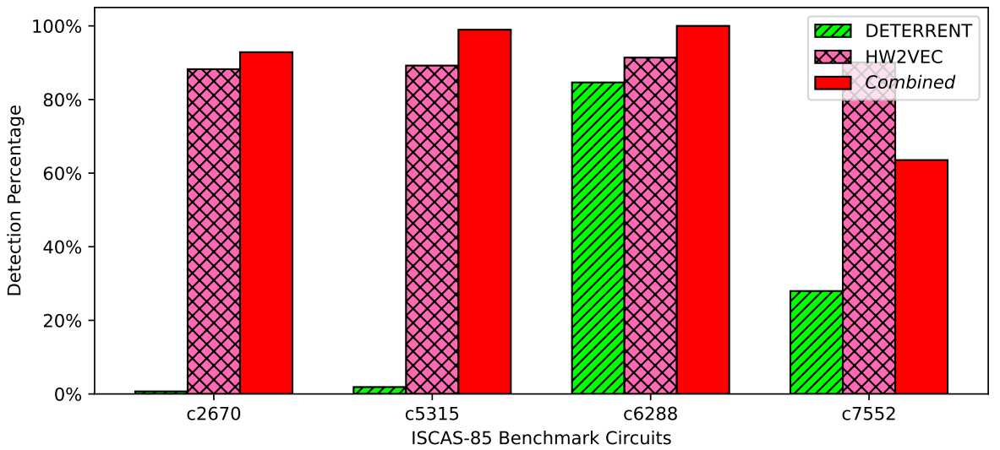 100%
80%
60%
40%
20%
0%
Detection Percentage
DETERRENT
HW2VEC
Combined
c2670
c5315
c6288
c7552
ISCAS-85 Benchmark Circuits